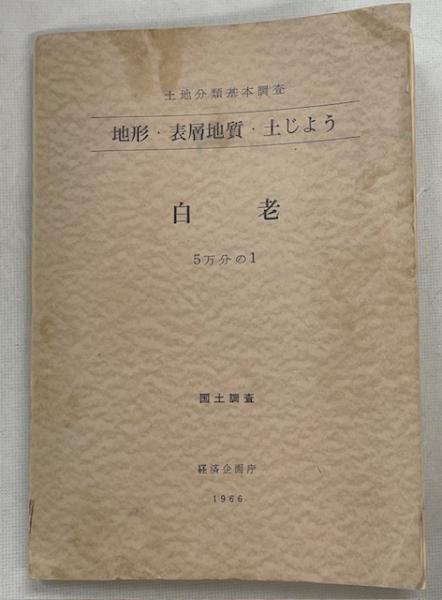 土地分類基本調査
地形・表層地質・土じよう
白老
5万分の1
国土調査
経済企画庁
1966